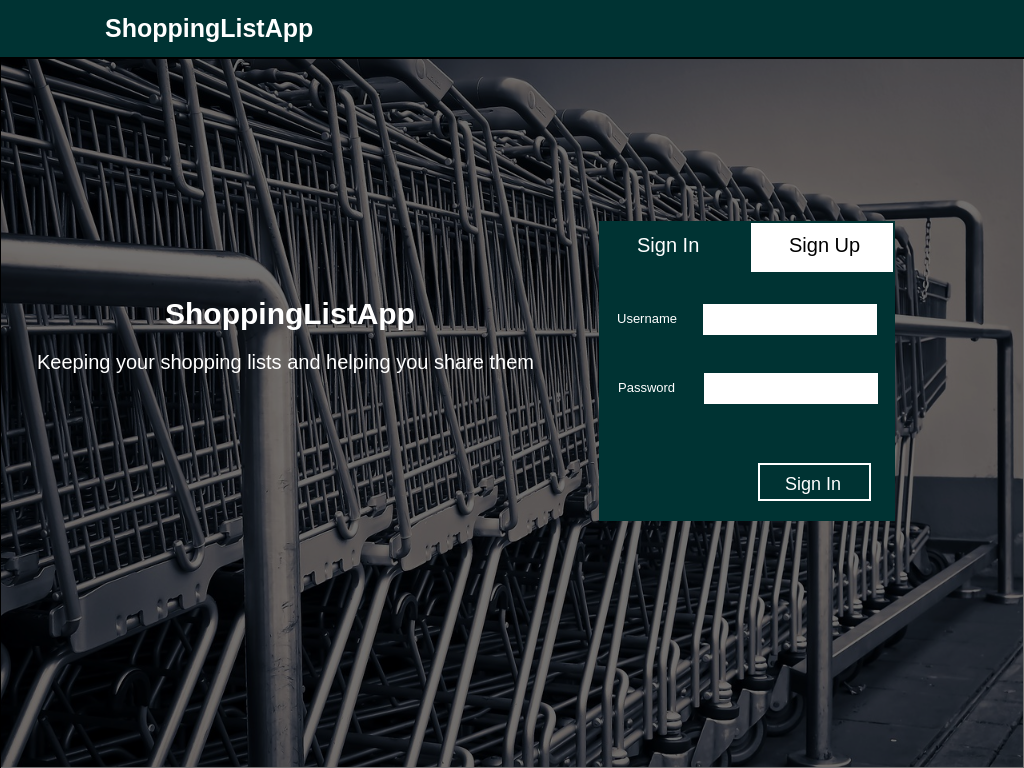 ShoppingListApp
Sign In
Sign Up
ShoppingListApp
Keeping your shopping lists and helping you share them
Username
Password
Sign In